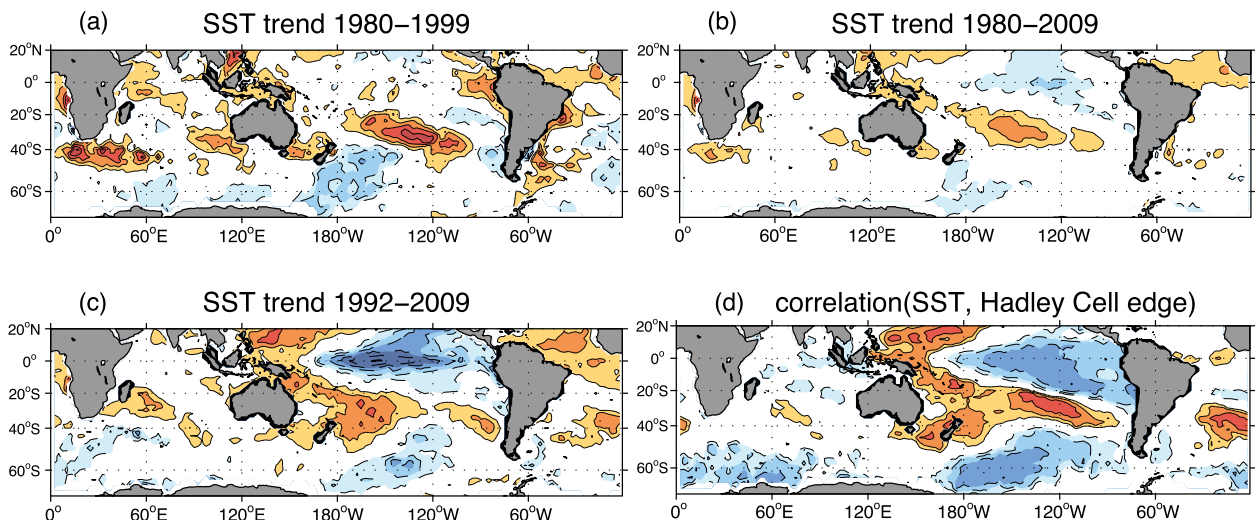 (a) SST trend 1980−1999
20°N
0°
20°S
40°S
60°S
0° 60°E 120°E 180°W 120°W 60°W
(b) SST trend 1980−2009
20°N
0°
20°S
40°S
60°S
0° 60°E 120°E 180°W 120°W 60°W
(c) SST trend 1992−2009
20°N
0°
20°S
40°S
60°S
0° 60°E 120°E 180°W 120°W 60°W
(d) correlation(SST, Hadley Cell edge)
20°N
0°
20°S
40°S
60°S
0° 60°E 120°E 180°W 120°W 60°W